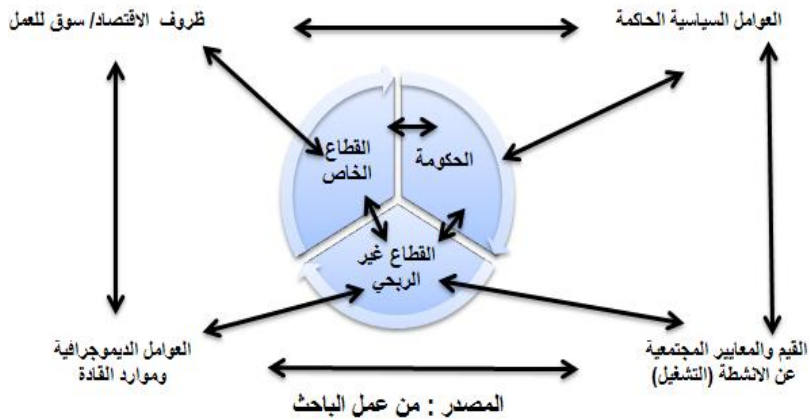 العوامل السياسية الحاكمة
ظروف الاقتصاد/ سوق للعمل
الحكومة
القطاع
الخاص
القطاع غير
الربحي
القيم والمعايير المجتمعية
عن الانشطة (التشغيل)
العوامل الديموجرافية
وموارد القادة
المصدر : من عمل الباحث